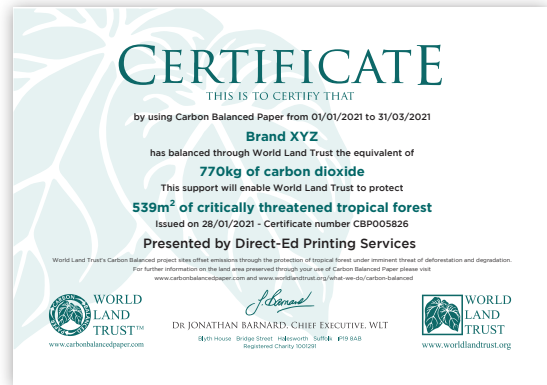 CERTIFICATE
THIS IS TO CERTIFY THAT
by using Carbon Balanced Paper from 01/01/2021 to 31/03/2021
Brand XYZ
has balanced through World Land Trust the equivalent of
770kg of carbon dioxide
This support will enable World Land Trust to protect
539m² of critically threatened tropical forest
Issued on 28/01/2021 - Certificate number CBP005826
Presented by Direct-Ed Printing Services
World Land Trust's Carbon Balanced project sites offset emissions through the protection of tropical forest under imminent threat of deforestation and degradation.
For further information on the land area preserved through your use of Carbon Balanced Paper please visit
www.carbonbalancedpaper.com and www.worldlandtrust.org/what-we-do/carbon-balanced
WORLD
LAND
TRUST™
www.carbonbalancedpaper.com
J. Barnard
DR JONATHAN BARNARD, CHIEF EXECUTIVE, WLT
Blyth House Bridge Street Halesworth Suffolk IP19 8AB
Registered Charity 1001291
WORLD
LAND
TRUST
www.worldlandtrust.org